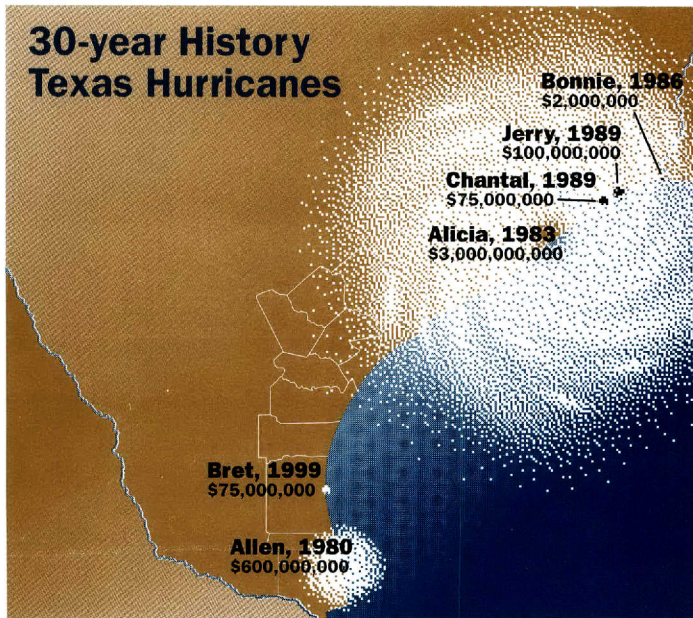 30-year History
Texas Hurricanes
Bonnie, 1986
$2,000,000
Jerry, 1989
$100,000,000
Chantal, 1989
$75,000,000
Alicia, 1983
$3,000,000,000
Bret, 1999
$75,000,000
Allen, 1980
$600,000,000